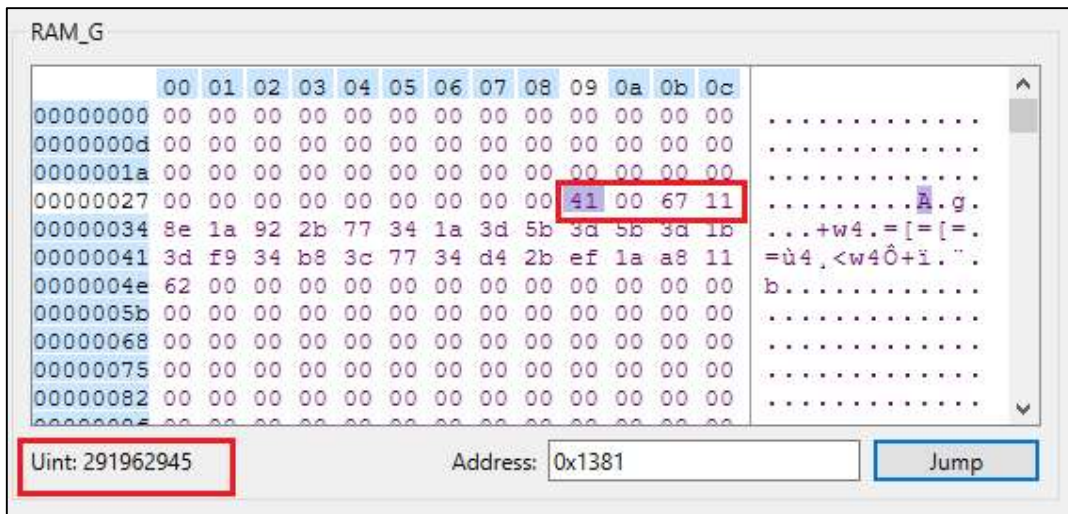 RAM_G
00 01 02 03 04 05 06 07 08 09 0a 0b 0c
00000000 00 00 00 00 00 00 00 00 00 00 00 00 00 .............
0000000d 00 00 00 00 00 00 00 00 00 00 00 00 00 .............
0000001a 00 00 00 00 00 00 00 00 00 00 00 00 00 .............
00000027 00 00 00 00 00 00 00 00 00 41 00 67 11 .........A.g.
00000034 8e 1a 92 2b 77 34 1a 3d 5b 3d 5b 3d 1b ...+w4.=[=[=.
00000041 3d f9 34 b8 3c 77 34 d4 2b ef 1a a8 11 =ù4¸<w4Ô+ï.¨.
0000004e 62 00 00 00 00 00 00 00 00 00 00 00 00 b............
0000005b 00 00 00 00 00 00 00 00 00 00 00 00 00 .............
00000068 00 00 00 00 00 00 00 00 00 00 00 00 00 .............
00000075 00 00 00 00 00 00 00 00 00 00 00 00 00 .............
00000082 00 00 00 00 00 00 00 00 00 00 00 00 00 .............
Uint: 291962945 Address: 0x1381 Jump